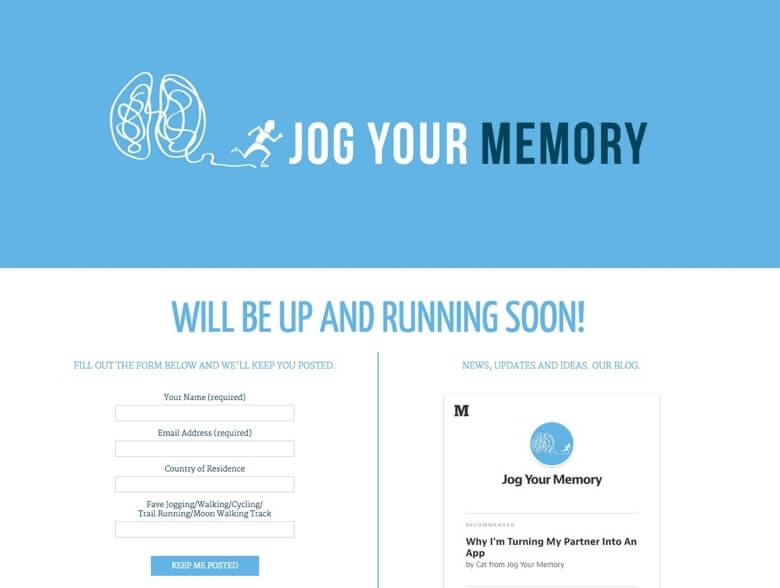 JOG YOUR MEMORY
WILL BE UP AND RUNNING SOON!
FILL OUT THE FORM BELOW AND WE'LL KEEP YOU POSTED.
Your Name (required)
Email Address (required)
Country of Residence
Fave Jogging/Walking/Cycling/
Trail Running/Moon Walking Track
KEEP ME POSTED
NEWS, UPDATES AND IDEAS. OUR BLOG.
M
Jog Your Memory
RECOMMENDED
Why I'm Turning My Partner Into An
App
by Cat from Jog Your Memory